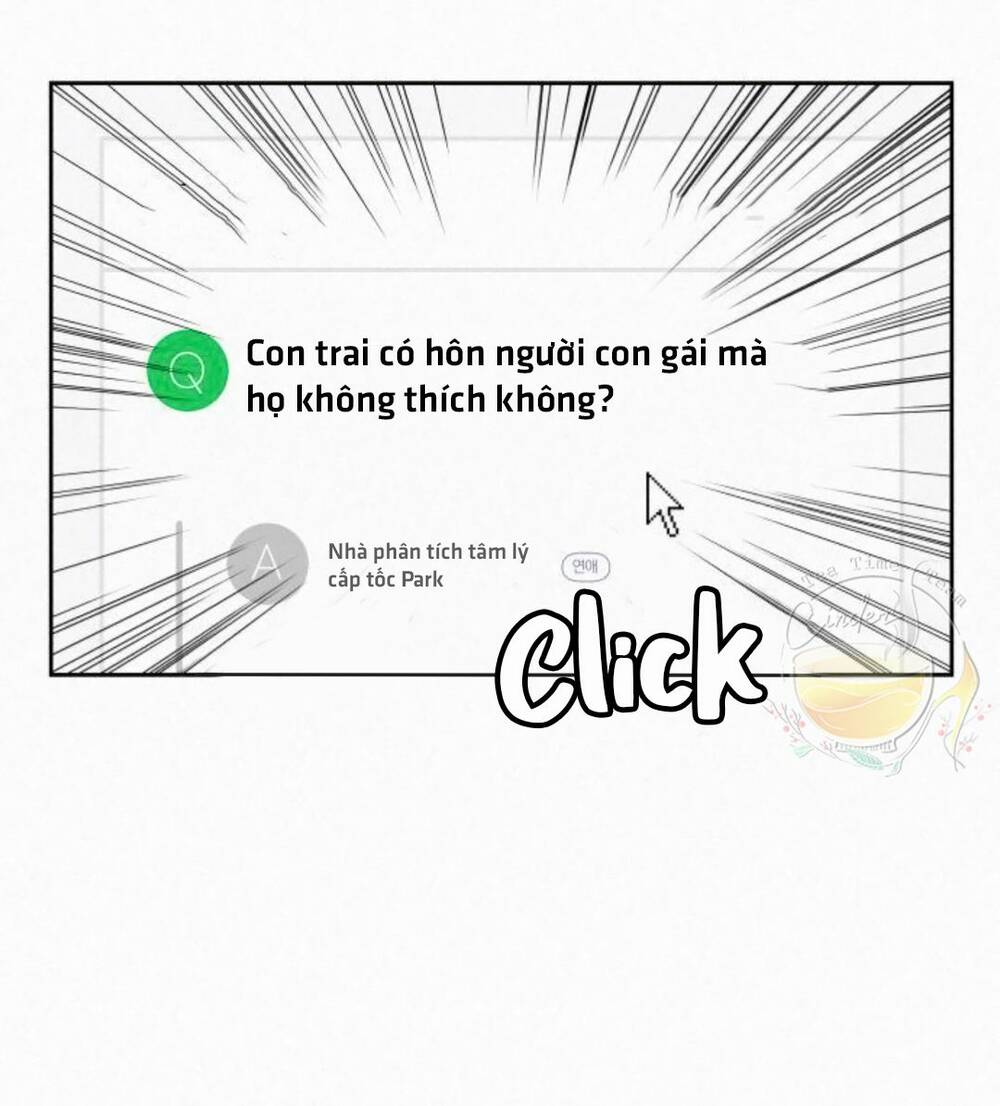 Q
Con trai có hôn người con gái mà
họ không thích không?
A
Nhà phân tích tâm lý
cấp tốc Park
연애
Click
Tea Time Team
Cinders